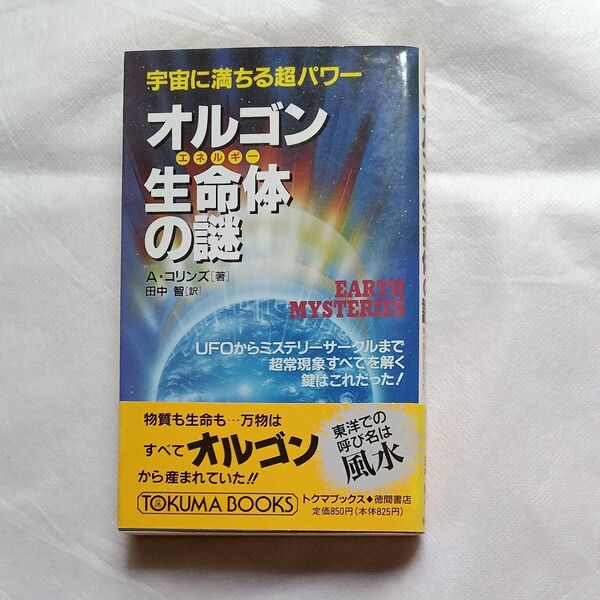 宇宙に満ちる超パワー
オルゴン
エネルギー
生命体
の謎
A・コリンズ[著]
田中 智[訳]
EARTH
MYSTERIES
UFOからミステリーサークルまで
超常現象すべてを解く
鍵はこれだった!
物質も生命も…万物は
すべてオルゴン
から産まれていた!!
東洋での
呼び名は
風水
TOKUMA BOOKS
トクマブックス◆徳間書店
定価850円(本体825円)